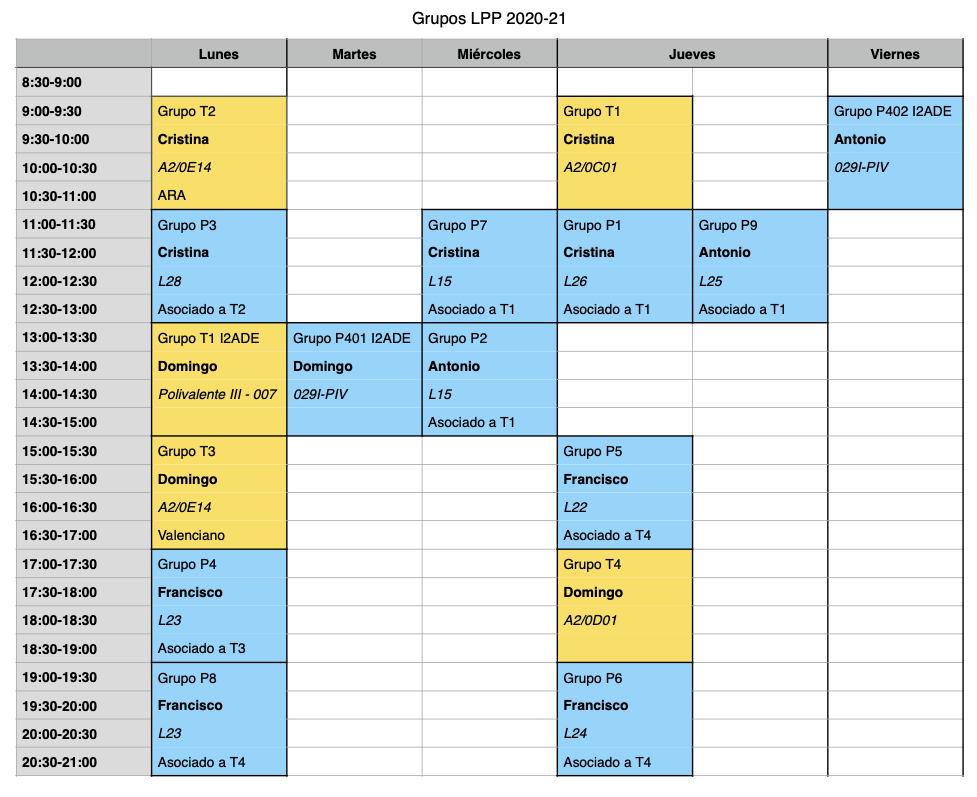 Grupos LPP 2020-21
Lunes Martes Miércoles Jueves Viernes
8:30-9:00
9:00-9:30 Grupo T2 Grupo T1 Grupo P402 I2ADE
9:30-10:00 Cristina Cristina Antonio
10:00-10:30 A2/0E14 A2/0C01 029I-PIV
10:30-11:00 ARA
11:00-11:30 Grupo P3 Grupo P7 Grupo P1 Grupo P9
11:30-12:00 Cristina Cristina Cristina Antonio
12:00-12:30 L28 L15 L26 L25
12:30-13:00 Asociado a T2 Asociado a T1 Asociado a T1 Asociado a T1
13:00-13:30 Grupo T1 I2ADE Grupo P401 I2ADE Grupo P2
13:30-14:00 Domingo Domingo Antonio
14:00-14:30 Polivalente III - 007 029I-PIV L15
14:30-15:00 Asociado a T1
15:00-15:30 Grupo T3 Grupo P5
15:30-16:00 Domingo Francisco
16:00-16:30 A2/0E14 L22
16:30-17:00 Valenciano Asociado a T4
17:00-17:30 Grupo P4 Grupo T4
17:30-18:00 Francisco Domingo
18:00-18:30 L23 A2/0D01
18:30-19:00 Asociado a T3
19:00-19:30 Grupo P8 Grupo P6
19:30-20:00 Francisco Francisco
20:00-20:30 L23 L24
20:30-21:00 Asociado a T4 Asociado a T4